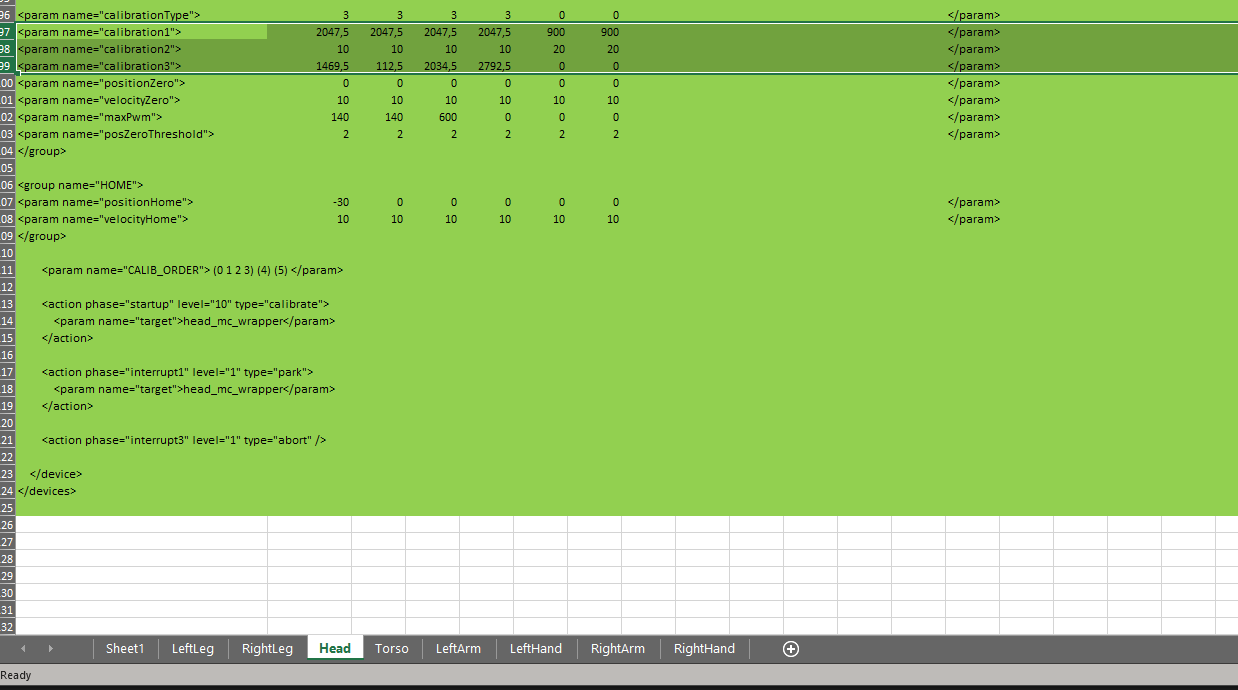 96 <param name="calibrationType"> 3 3 3 3 0 0 </param>
97 <param name="calibration1"> 2047,5 2047,5 2047,5 2047,5 900 900 </param>
98 <param name="calibration2"> 10 10 10 10 20 20 </param>
99 <param name="calibration3"> 1469,5 112,5 2034,5 2792,5 0 0 </param>
00 <param name="positionZero"> 0 0 0 0 0 0 </param>
01 <param name="velocityZero"> 10 10 10 10 10 10 </param>
02 <param name="maxPwm"> 140 140 600 0 0 0 </param>
03 <param name="posZeroThreshold"> 2 2 2 2 2 2 </param>
04 </group>
05
06 <group name="HOME">
07 <param name="positionHome"> -30 0 0 0 0 0 </param>
08 <param name="velocityHome"> 10 10 10 10 10 10 </param>
09 </group>
10
11 <param name="CALIB_ORDER"> (0 1 2 3) (4) (5) </param>
12
13 <action phase="startup" level="10" type="calibrate">
14 <param name="target">head_mc_wrapper</param>
15 </action>
16
17 <action phase="interrupt1" level="1" type="park">
18 <param name="target">head_mc_wrapper</param>
19 </action>
20
21 <action phase="interrupt3" level="1" type="abort" />
22
23 </device>
24 </devices>
25
26
27
28
29
30
31
32
Sheet1 LeftLeg RightLeg Head Torso LeftArm LeftHand RightArm RightHand
Ready